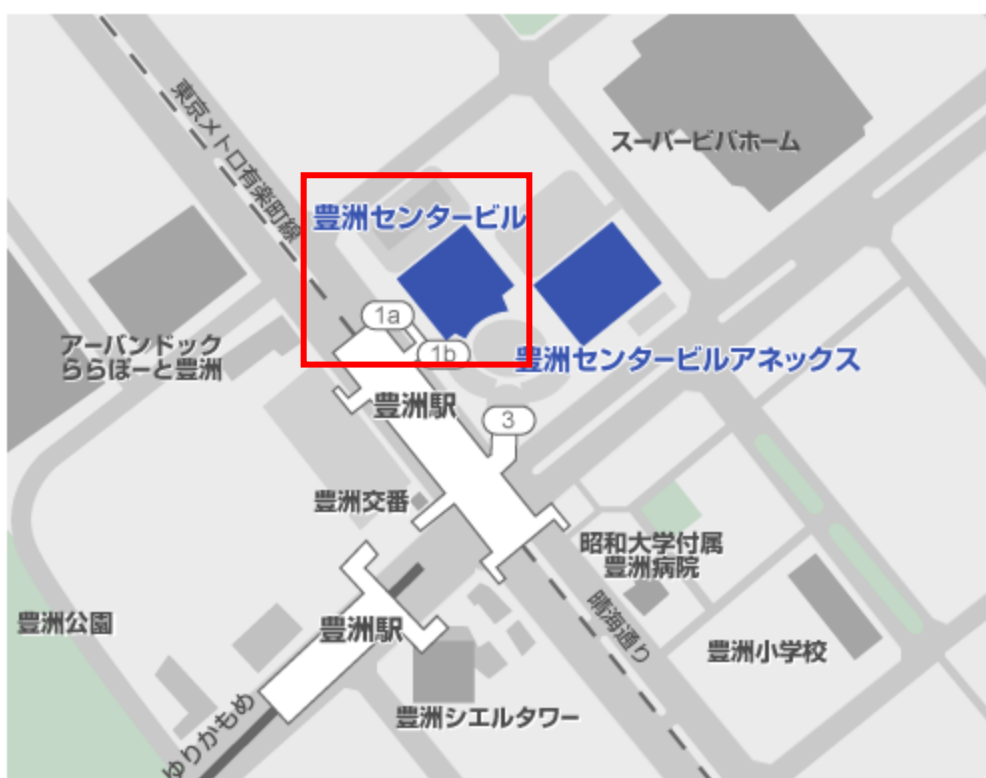 東京メトロ有楽町線
スーパービバホーム
豊洲センタービル
1a
1b
アーバンドック
ららぽーと豊洲
豊洲センタービルアネックス
豊洲駅
3
豊洲交番
昭和大学付属
豊洲病院
晴海通り
豊洲公園
豊洲駅
豊洲小学校
豊洲シエルタワー
ゆりかもめ